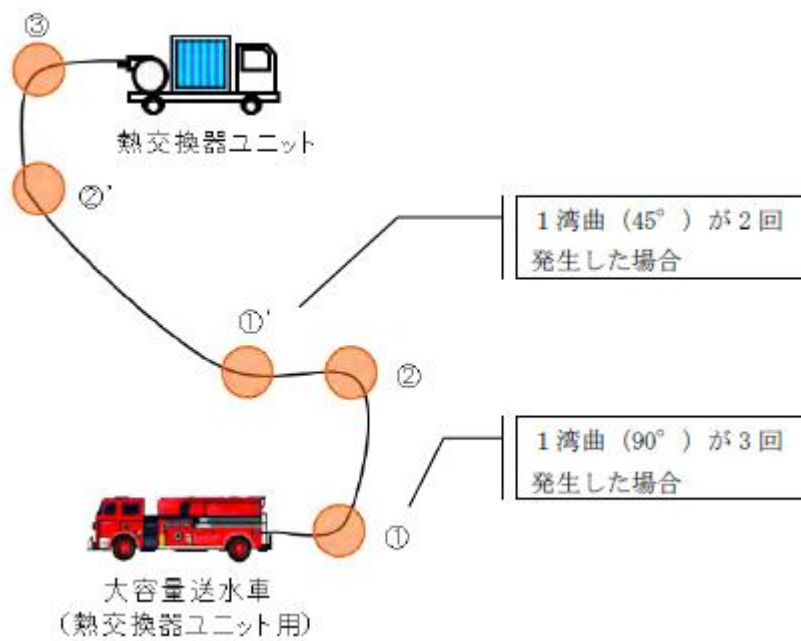 ③
熱交換器ユニット
②'
1湾曲（45°）が2回
発生した場合
①'
②
1湾曲（90°）が3回
発生した場合
①
大容量送水車
（熱交換器ユニット用）